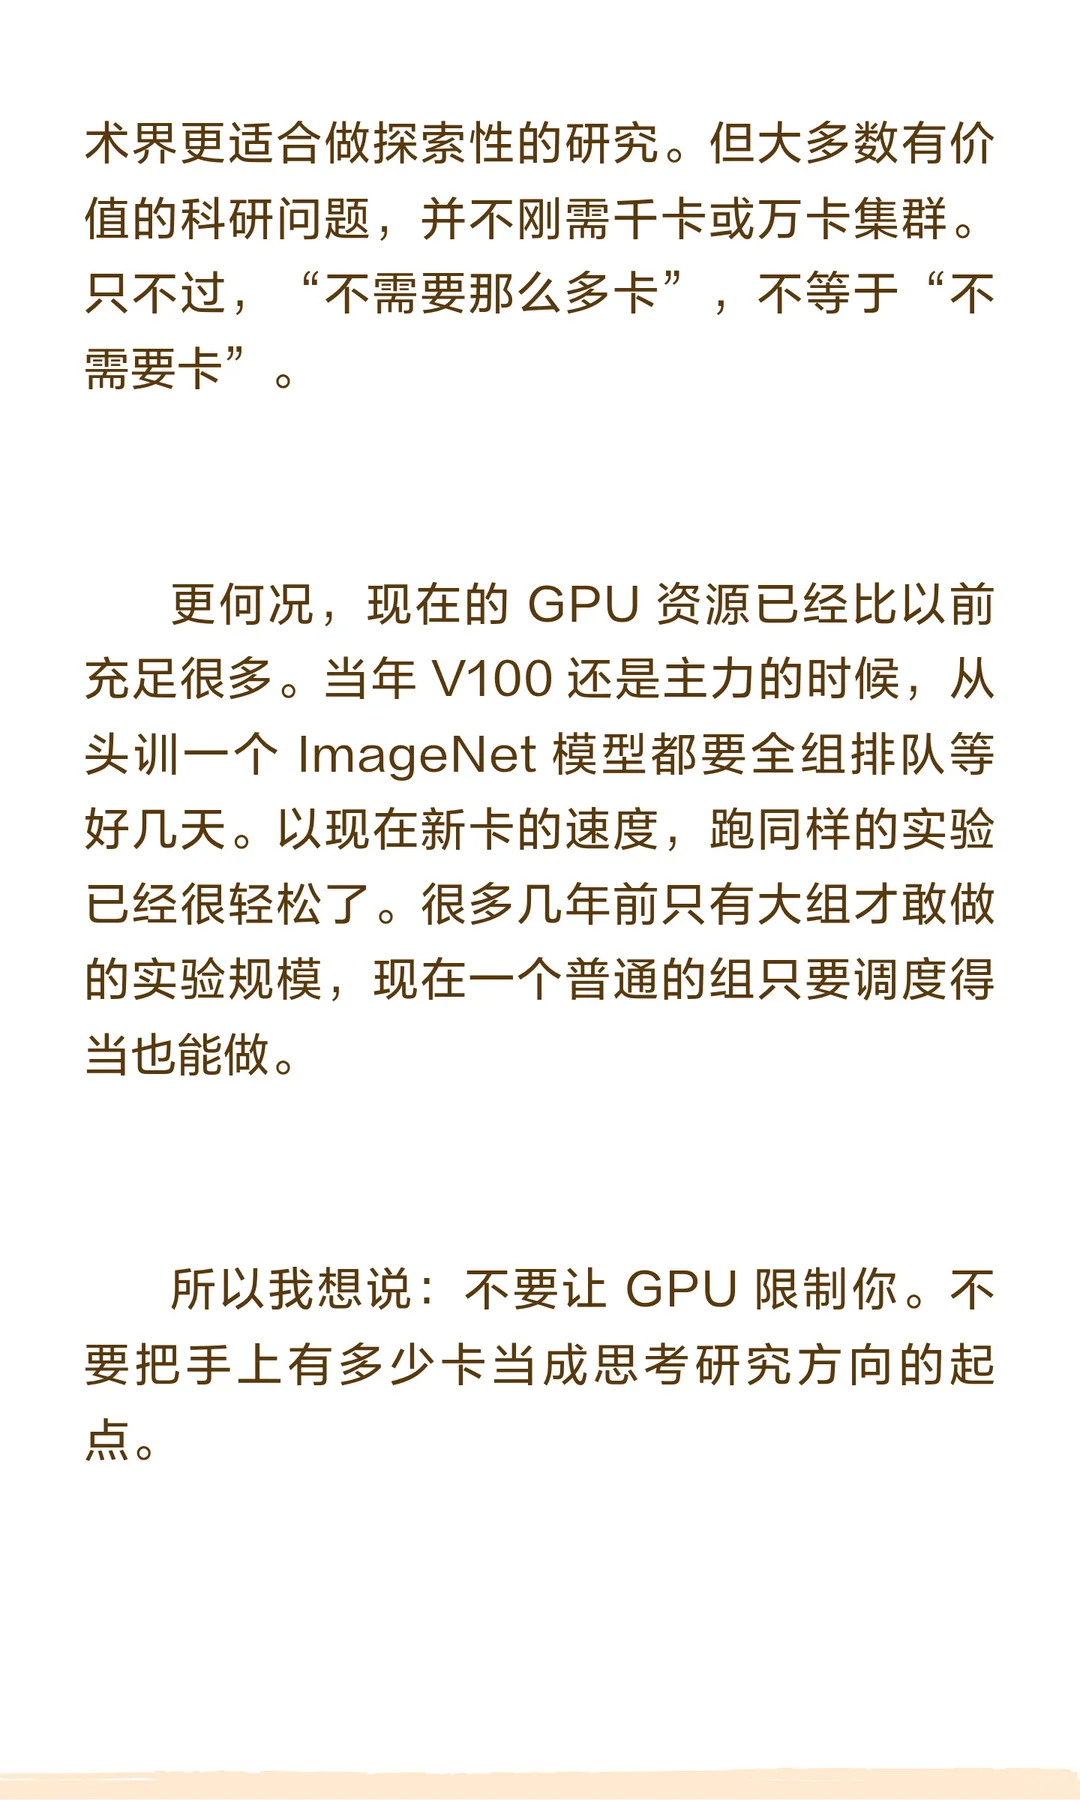 术界更适合做探索性的研究。但大多数有价
值的科研问题，并不刚需千卡或万卡集群。
只不过，“不需要那么多卡”，不等于“不
需要卡”。
更何况，现在的 GPU 资源已经比以前
充足很多。当年 V100 还是主力的时候，从
头训一个 ImageNet 模型都要全组排队等
好几天。以现在新卡的速度，跑同样的实验
已经很轻松了。很多几年前只有大组才敢做
的实验规模，现在一个普通的组只要调度得
当也能做。
所以我想说：不要让 GPU 限制你。不
要把手上有多少卡当成思考研究方向的起
点。